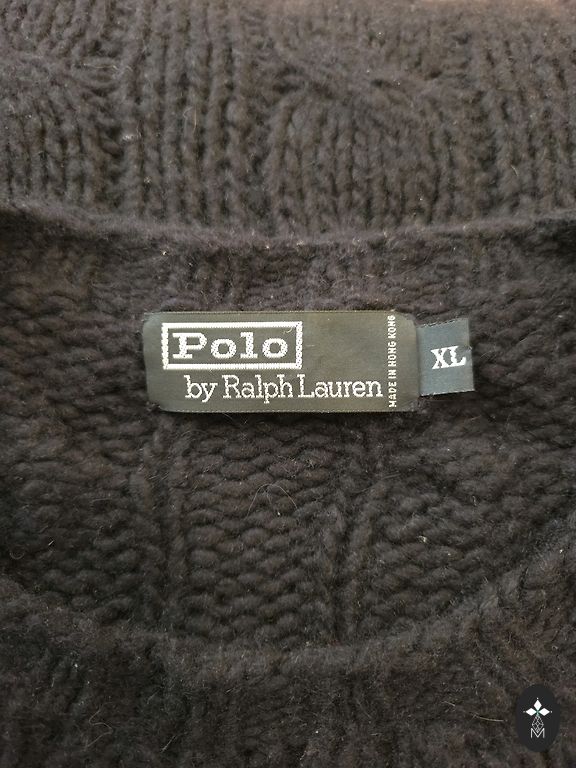 Polo
by Ralph Lauren
MADE IN HONG KONG
XL
M